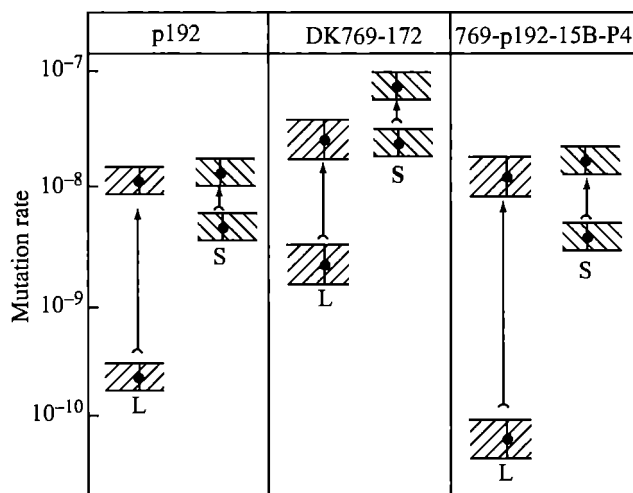 p192
DK769-172
769-p192-15B-P4
Mutation rate
10⁻⁷
10⁻⁸
10⁻⁹
10⁻¹⁰
L
S
L
S
L
S